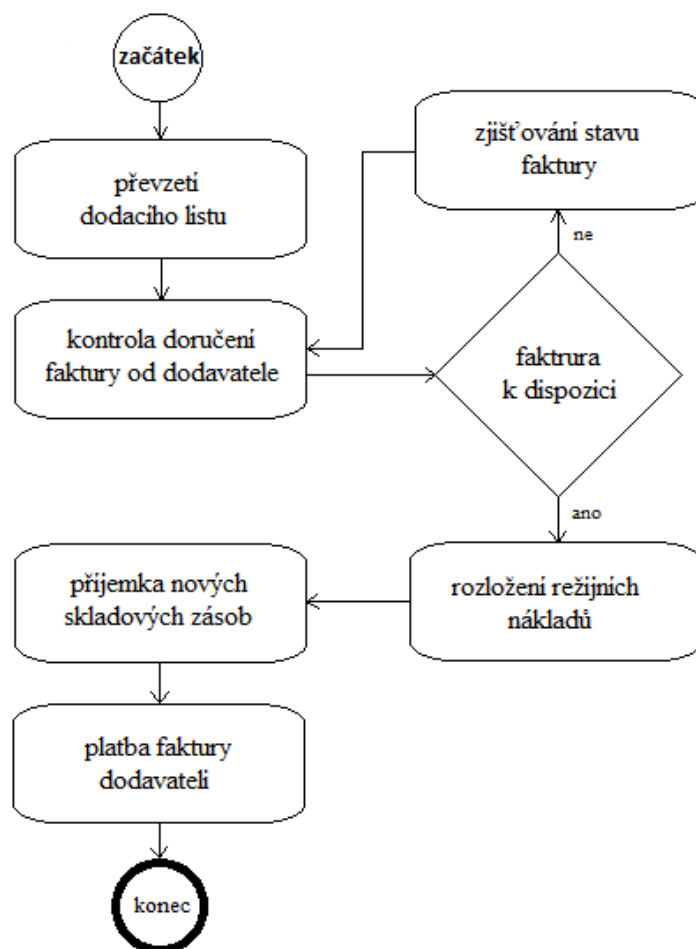 začátek
převzetí
dodacího listu
kontrola doručení
faktury od dodavatele
faktrura
k dispozici
ne
zjišťování stavu
faktury
ano
rozložení režijních
nákladů
příjemka nových
skladových zásob
platba faktury
dodavateli
konec